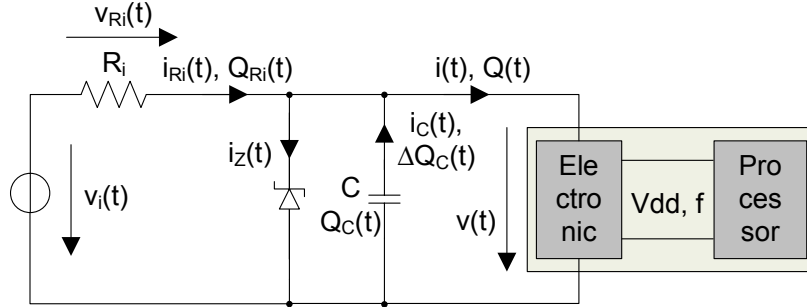 v_Ri(t)
R_i
i_Ri(t), Q_Ri(t)
i(t), Q(t)
i_Z(t)
i_C(t),
ΔQ_C(t)
C
Q_C(t)
v_i(t)
v(t)
Ele
ctro
nic
Vdd, f
Pro
ces
sor